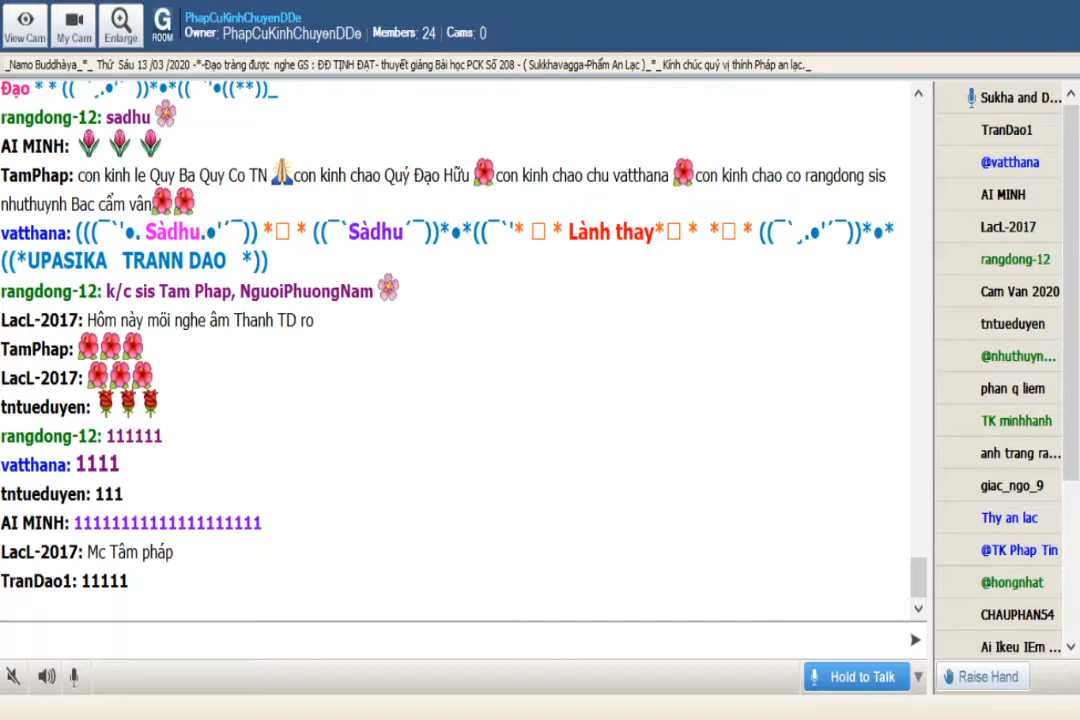 View Cam
My Cam
Enlarge
G
ROOM
PhapCuKinhChuyenDDe
Owner: PhapCuKinhChuyenDDe | Members: 24 | Cams: 0
_Namo Buddhàya_*_ Thứ Sáu 13 /03 /2020 -*-Đạo tràng được nghe GS : ĐĐ TỊNH ĐẠT- thuyết giảng Bài học PCK Số 208 - ( Sukkhavagga-Phẩm An Lạc )_*_ Kính chúc quý vị thính Pháp an lạc._
Đạo * * ((¯`¸.●'´¯))*●*((¯`'●((**))_
rangdong-12: sadhu
AI MINH:
TamPhap: con kinh le Quy Ba Quy Co TN con kinh chao Quý Đạo Hữu con kinh chao chu vatthana con kinh chao co rangdong sis
nhuthuynh Bac cẩm vân
vatthana: (((¯`'●. Sàdhu.●'´¯)) * * ((¯`Sàdhu´¯))*●*((¯`'* * Lành thay* * * * ((¯`¸.●'´¯))*●*
((*UPASIKA TRANN DAO *))
rangdong-12: k/c sis Tam Phap, NguoiPhuongNam
LacL-2017: Hôm này möi nghe âm Thanh TD ro
TamPhap:
LacL-2017:
tntueduyen:
rangdong-12: 111111
vatthana: 1111
tntueduyen: 111
AI MINH: 11111111111111111111
LacL-2017: Mc Tâm pháp
TranDao1: 11111
Hold to Talk
Sukha and D...
TranDao1
@vatthana
AI MINH
LacL-2017
rangdong-12
Cam Van 2020
tntueduyen
@nhuthuyn...
phan q liem
TK minhhanh
anh trang ra...
giac_ngo_9
Thy an lac
@TK Phap Tin
@hongnhat
CHAUPHAN54
Ai Ikeu IEm ...
Raise Hand